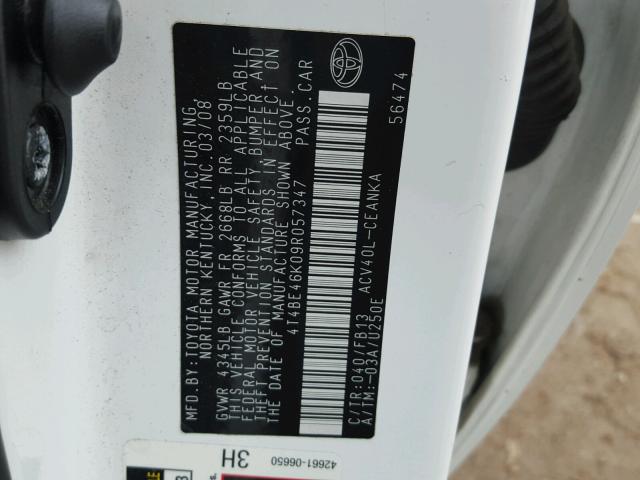 MFD.BY:TOYOTA MOTOR MANUFACTURING,
NORTHERN KENTUCKY, INC. 03/08
GVWR 4345LB GAWR FR 2668LB RR 2359LB
THIS VEHICLE CONFORMS TO ALL APPLICABLE
FEDERAL MOTOR VEHICLE SAFETY, BUMPER, AND
THEFT PREVENTION STANDARDS IN EFFECT ON
THE DATE OF MANUFACTURE SHOWN ABOVE.
4T4BE46K09R057347 PASS. CAR
C/TR:040/FB13 ACV40L-CEANKA
A/TM:-03A/U250E
56474
3H
42661-06650